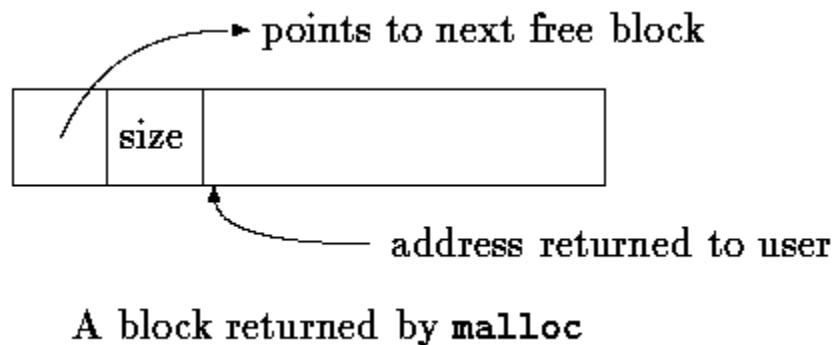 points to next free block
size
address returned to user
A block returned by malloc